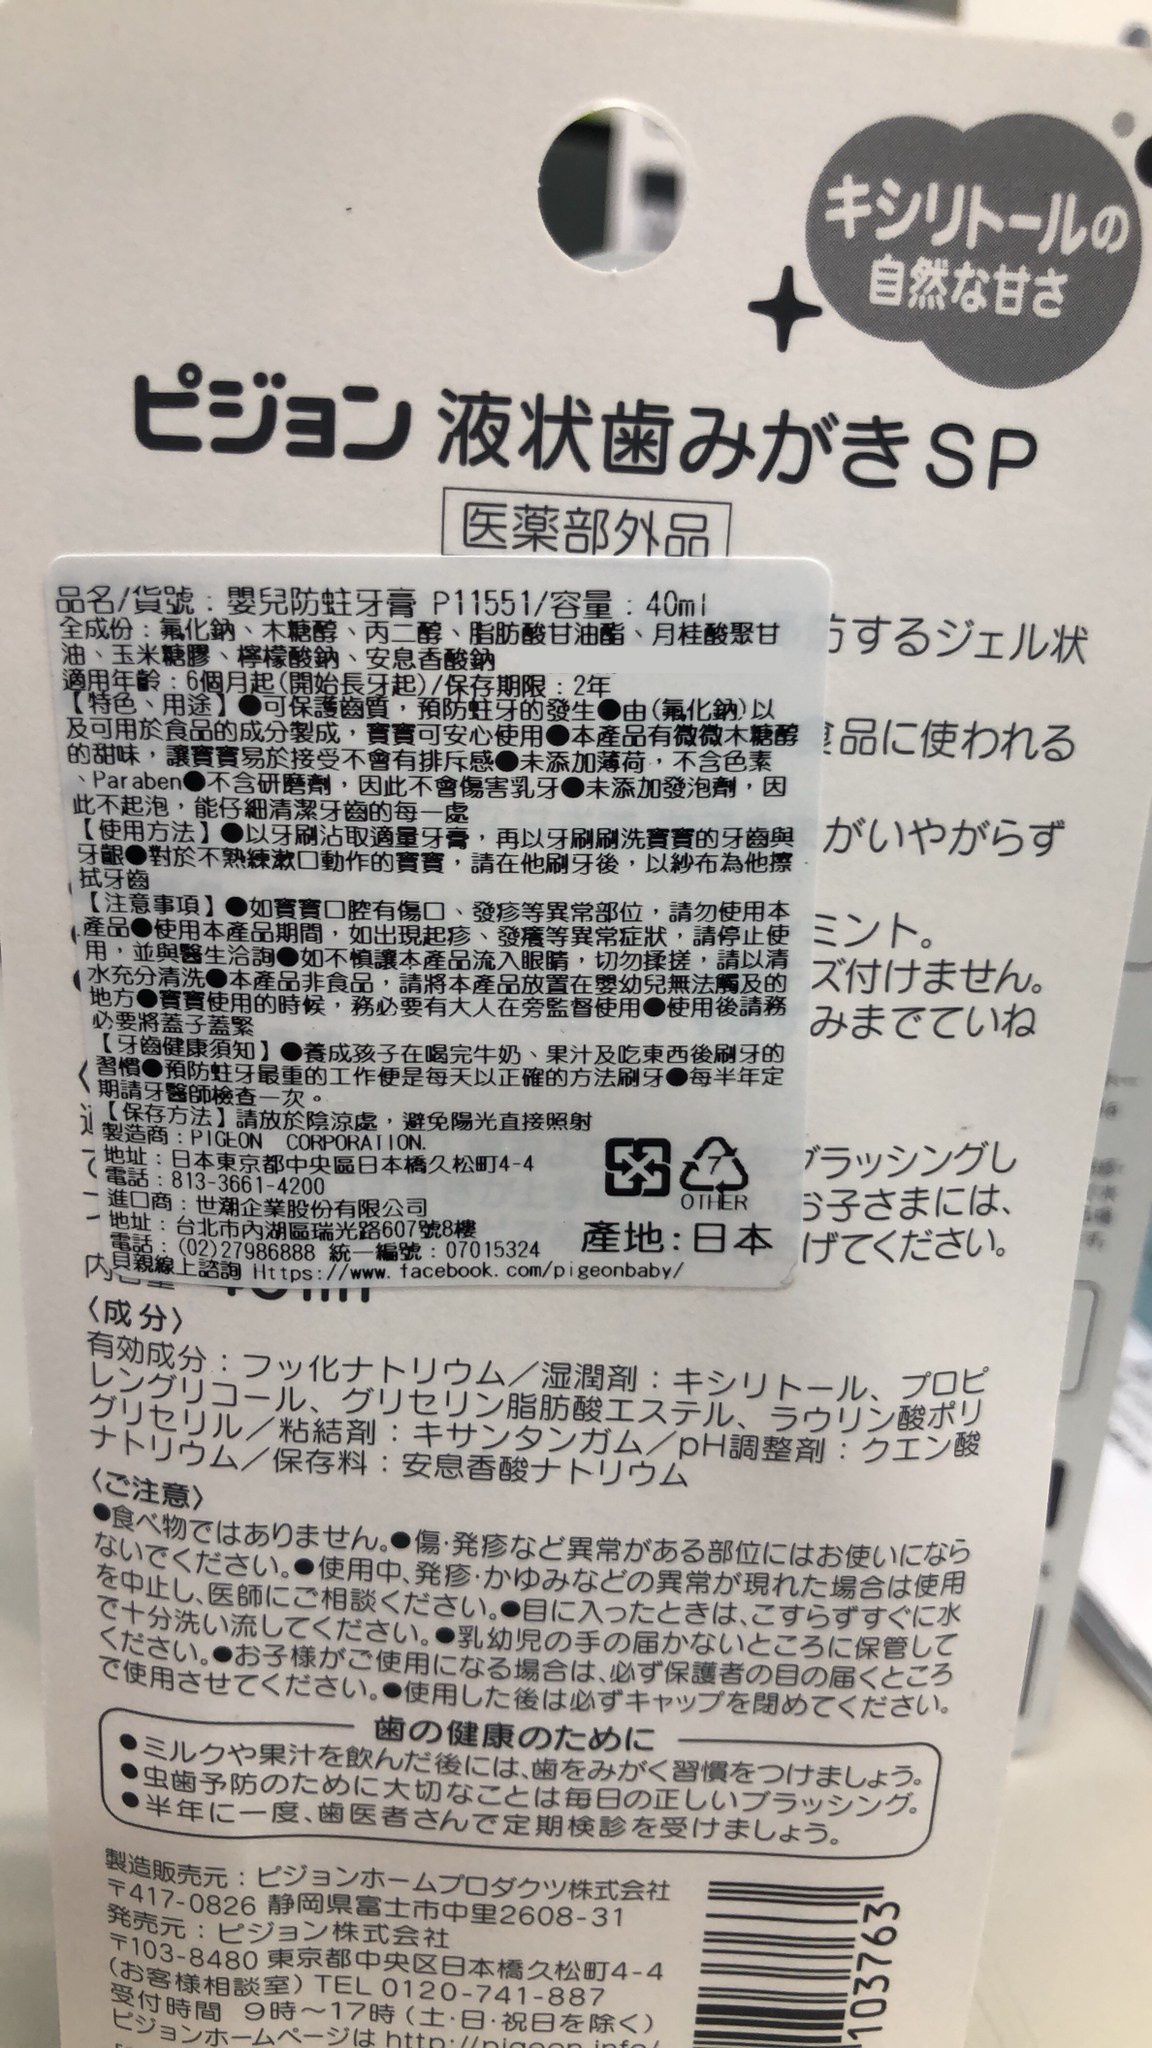 キシリトールの
自然な甘さ
ピジョン 液状歯みがきSP
医薬部外品
品名/貨號:嬰兒防蛀牙膏 P11551/容量:40ml
全成份:氟化鈉、木糖醇、丙二醇、脂肪酸甘油酯、月桂酸聚甘
油、玉米糖膠、檸檬酸鈉、安息香酸鈉
適用年齡:6個月起(開始長牙起)/保存期限:2年
【特色、用途】●可保護齒質,預防蛀牙的發生●由(氟化鈉)以
及可用於食品的成分製成,寶寶可安心使用●本產品有微微木糖醇
的甜味,讓寶寶易於接受不會有排斥感●未添加薄荷,不含色素
、Paraben●不含研磨劑,因此不會傷害乳牙●未添加發泡劑,因
此不起泡,能仔細清潔牙齒的每一處
【使用方法】●以牙刷沾取適量牙膏,再以牙刷刷洗寶寶的牙齒與
牙齦●對於不熟練漱口動作的寶寶,請在他刷牙後,以紗布為他擦
拭牙齒
【注意事項】●如寶寶口腔有傷口、發疹等異常部位,請勿使用本
產品●使用本產品期間,如出現起疹、發癢等異常症狀,請停止使
用,並與醫生洽詢●如不慎讓本產品流入眼睛,切勿揉搓,請以清
水充分清洗●本產品非食品,請將本產品放置在嬰幼兒無法觸及的
地方●寶寶使用的時候,務必要有大人在旁監督使用●使用後請務
必要將蓋子蓋緊
【牙齒健康須知】●養成孩子在喝完牛奶、果汁及吃東西後刷牙的
習慣●預防蛀牙最重的工作便是每天以正確的方法刷牙●每半年定
期請牙醫師檢查一次。
【保存方法】請放於陰涼處,避免陽光直接照射
製造商:PIGEON CORPORATION.
地址:日本東京都中央區日本橋久松町4-4
電話:813-3661-4200
進口商:世潮企業股份有限公司
地址:台北市內湖區瑞光路607號8樓
電話:(02)27986888 統一編號:07015324
貝親線上諮詢 Https://www.facebook.com/pigeonbaby/
7
OTHER
產地:日本
するジェル状
品に使われる
がいやがらず
ミント。
ズ付けません。
みまでていね
ブラッシングし
お子さまには、
げてください。
〈成分〉
有効成分:フッ化ナトリウム/湿潤剤:キシリトール、プロピ
レングリコール、グリセリン脂肪酸エステル、ラウリン酸ポリ
グリセリル/粘結剤:キサンタンガム/pH調整剤:クエン酸
ナトリウム/保存料:安息香酸ナトリウム
〈ご注意〉
●食べ物ではありません。●傷・発疹など異常がある部位にはお使いになら
ないでください。●使用中、発疹・かゆみなどの異常が現れた場合は使用
を中止し、医師にご相談ください。●目に入ったときは、こすらずすぐに水
で十分洗い流してください。●乳幼児の手の届かないところに保管して
ください。●お子様がご使用になる場合は、必ず保護者の目の届くところ
で使用させてください。●使用した後は必ずキャップを閉めてください。
歯の健康のために
●ミルクや果汁を飲んだ後には、歯をみがく習慣をつけましょう。
●虫歯予防のために大切なことは毎日の正しいブラッシング。
●半年に一度、歯医者さんで定期検診を受けましょう。
製造販売元:ピジョンホームプロダクツ株式会社
〒417-0826 静岡県富士市中里2608-31
発売元:ピジョン株式会社
〒103-8480 東京都中央区日本橋久松町4-4
(お客様相談室) TEL 0120-741-887
受付時間 9時〜17時(土・日・祝日を除く)
ピジョンホームページは http://pigeon.info/
103763